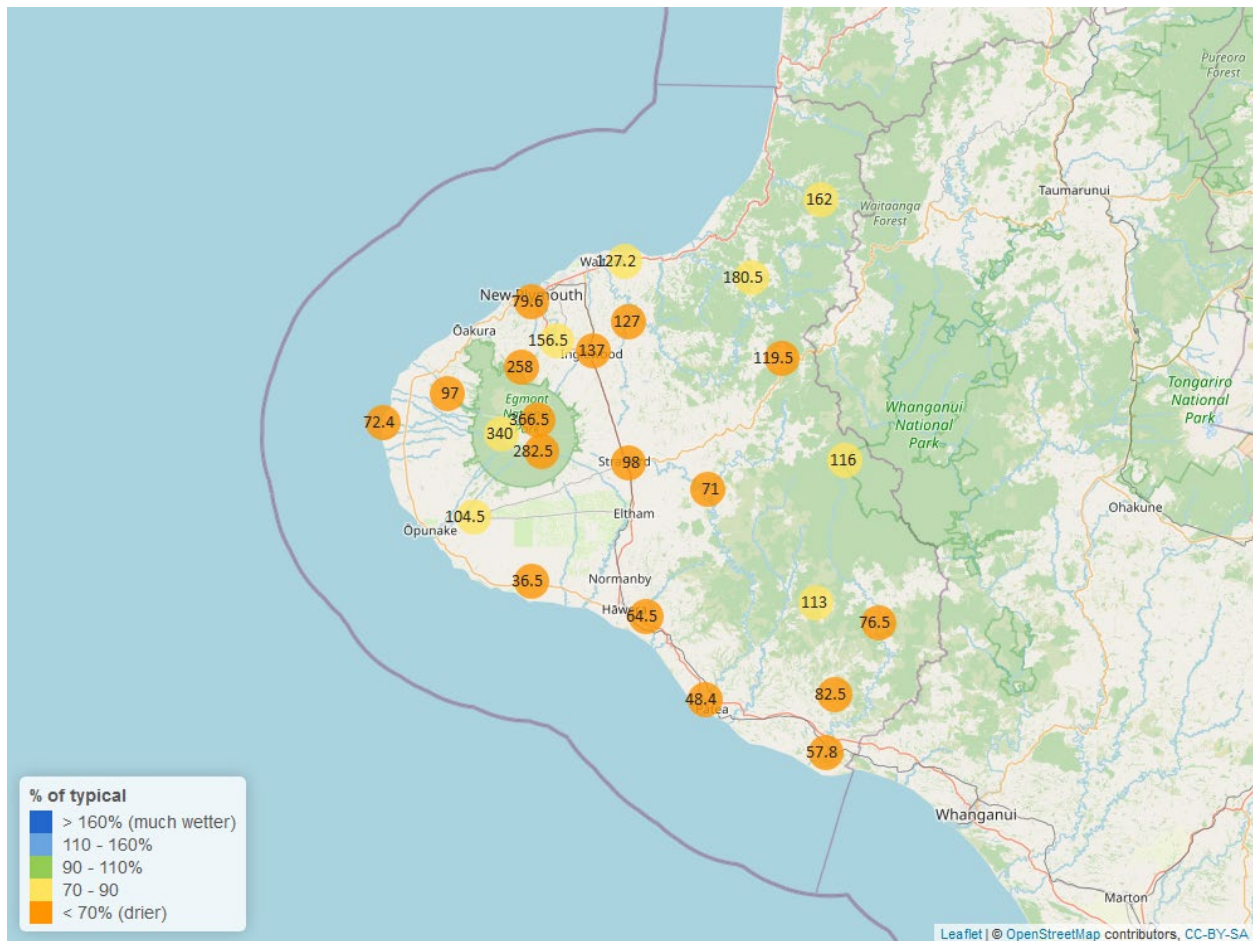 Pureora
Forest
Taumarunui
162
Waitaanga
Forest
127.2
180.5
New Plymouth
79.6
127
Ōakura
156.5
137
119.5
258
97
Egmont
Tongariro
National
Park
72.4
366.5
Whanganui
National
Park
340
282.5
98
116
71
104.5
Eltham
Ohakune
Ōpunake
36.5
Normanby
113
64.5
76.5
82.5
48.4
Patea
57.8
Whanganui
Marton
% of typical
> 160% (much wetter)
110 - 160%
90 - 110%
70 - 90
< 70% (drier)
Leaflet | © OpenStreetMap contributors, CC-BY-SA